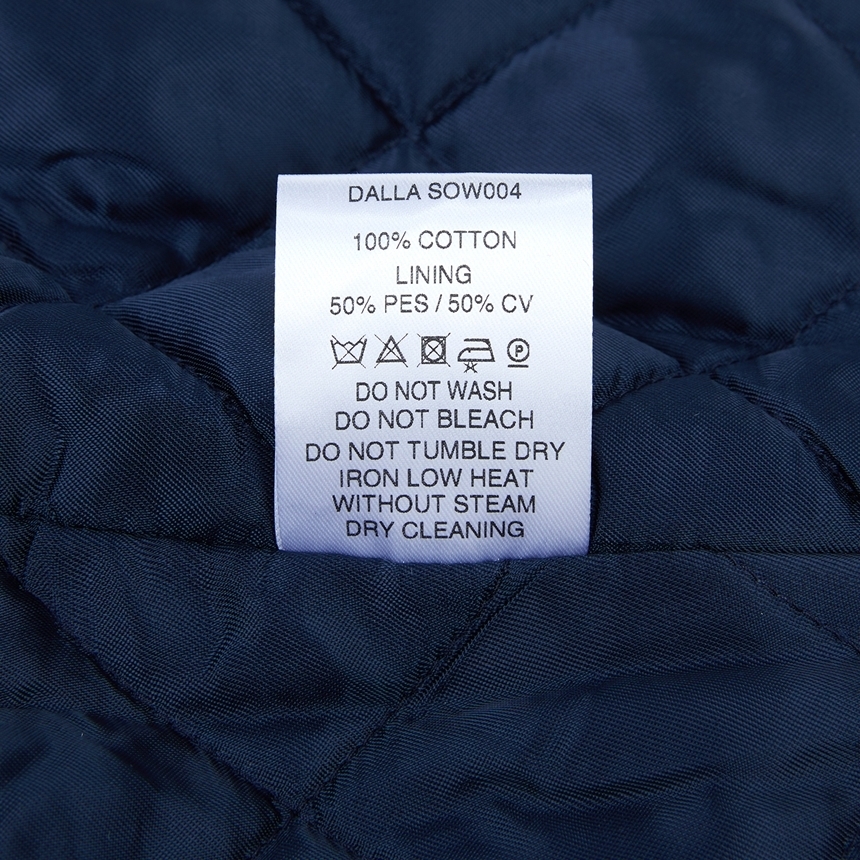 DALLA SOW004
100% COTTON
LINING
50% PES / 50% CV
P
DO NOT WASH
DO NOT BLEACH
DO NOT TUMBLE DRY
IRON LOW HEAT
WITHOUT STEAM
DRY CLEANING